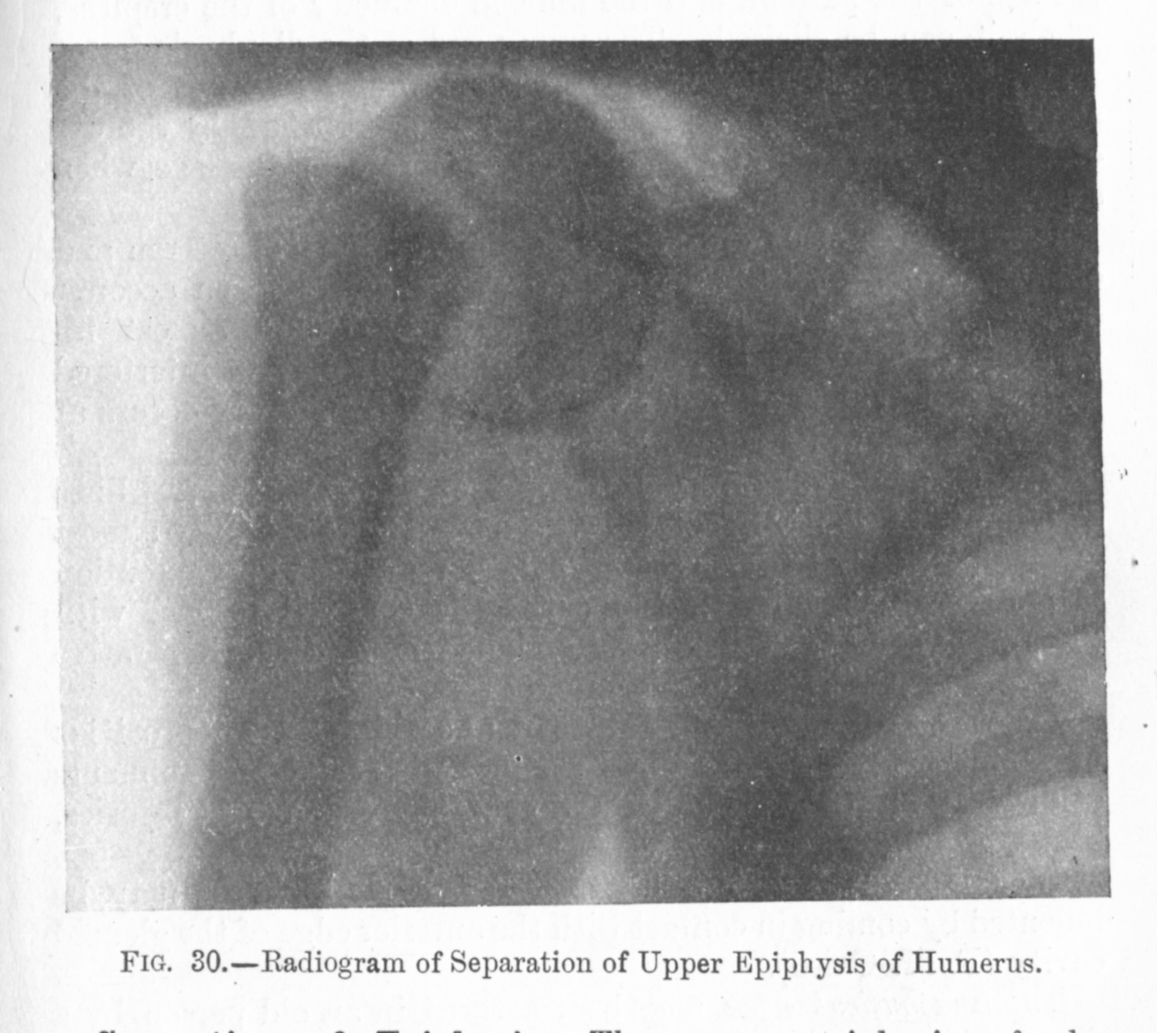 FIG. 30.—Radiogram of Separation of Upper Epiphysis of Humerus.